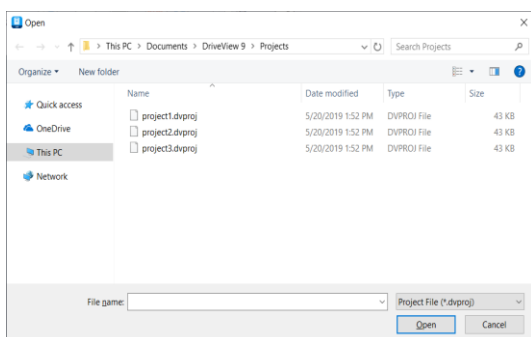 Open
This PC > Documents > DriveView 9 > Projects
Search Projects
Organize
New folder
Name Date modified Type Size
Quick access
OneDrive
This PC
Network
project1.dvproj 5/20/2019 1:52 PM DVPROJ File 43 KB
project2.dvproj 5/20/2019 1:52 PM DVPROJ File 43 KB
project3.dvproj 5/20/2019 1:52 PM DVPROJ File 43 KB
File name:
Project File (*.dvproj)
Open Cancel